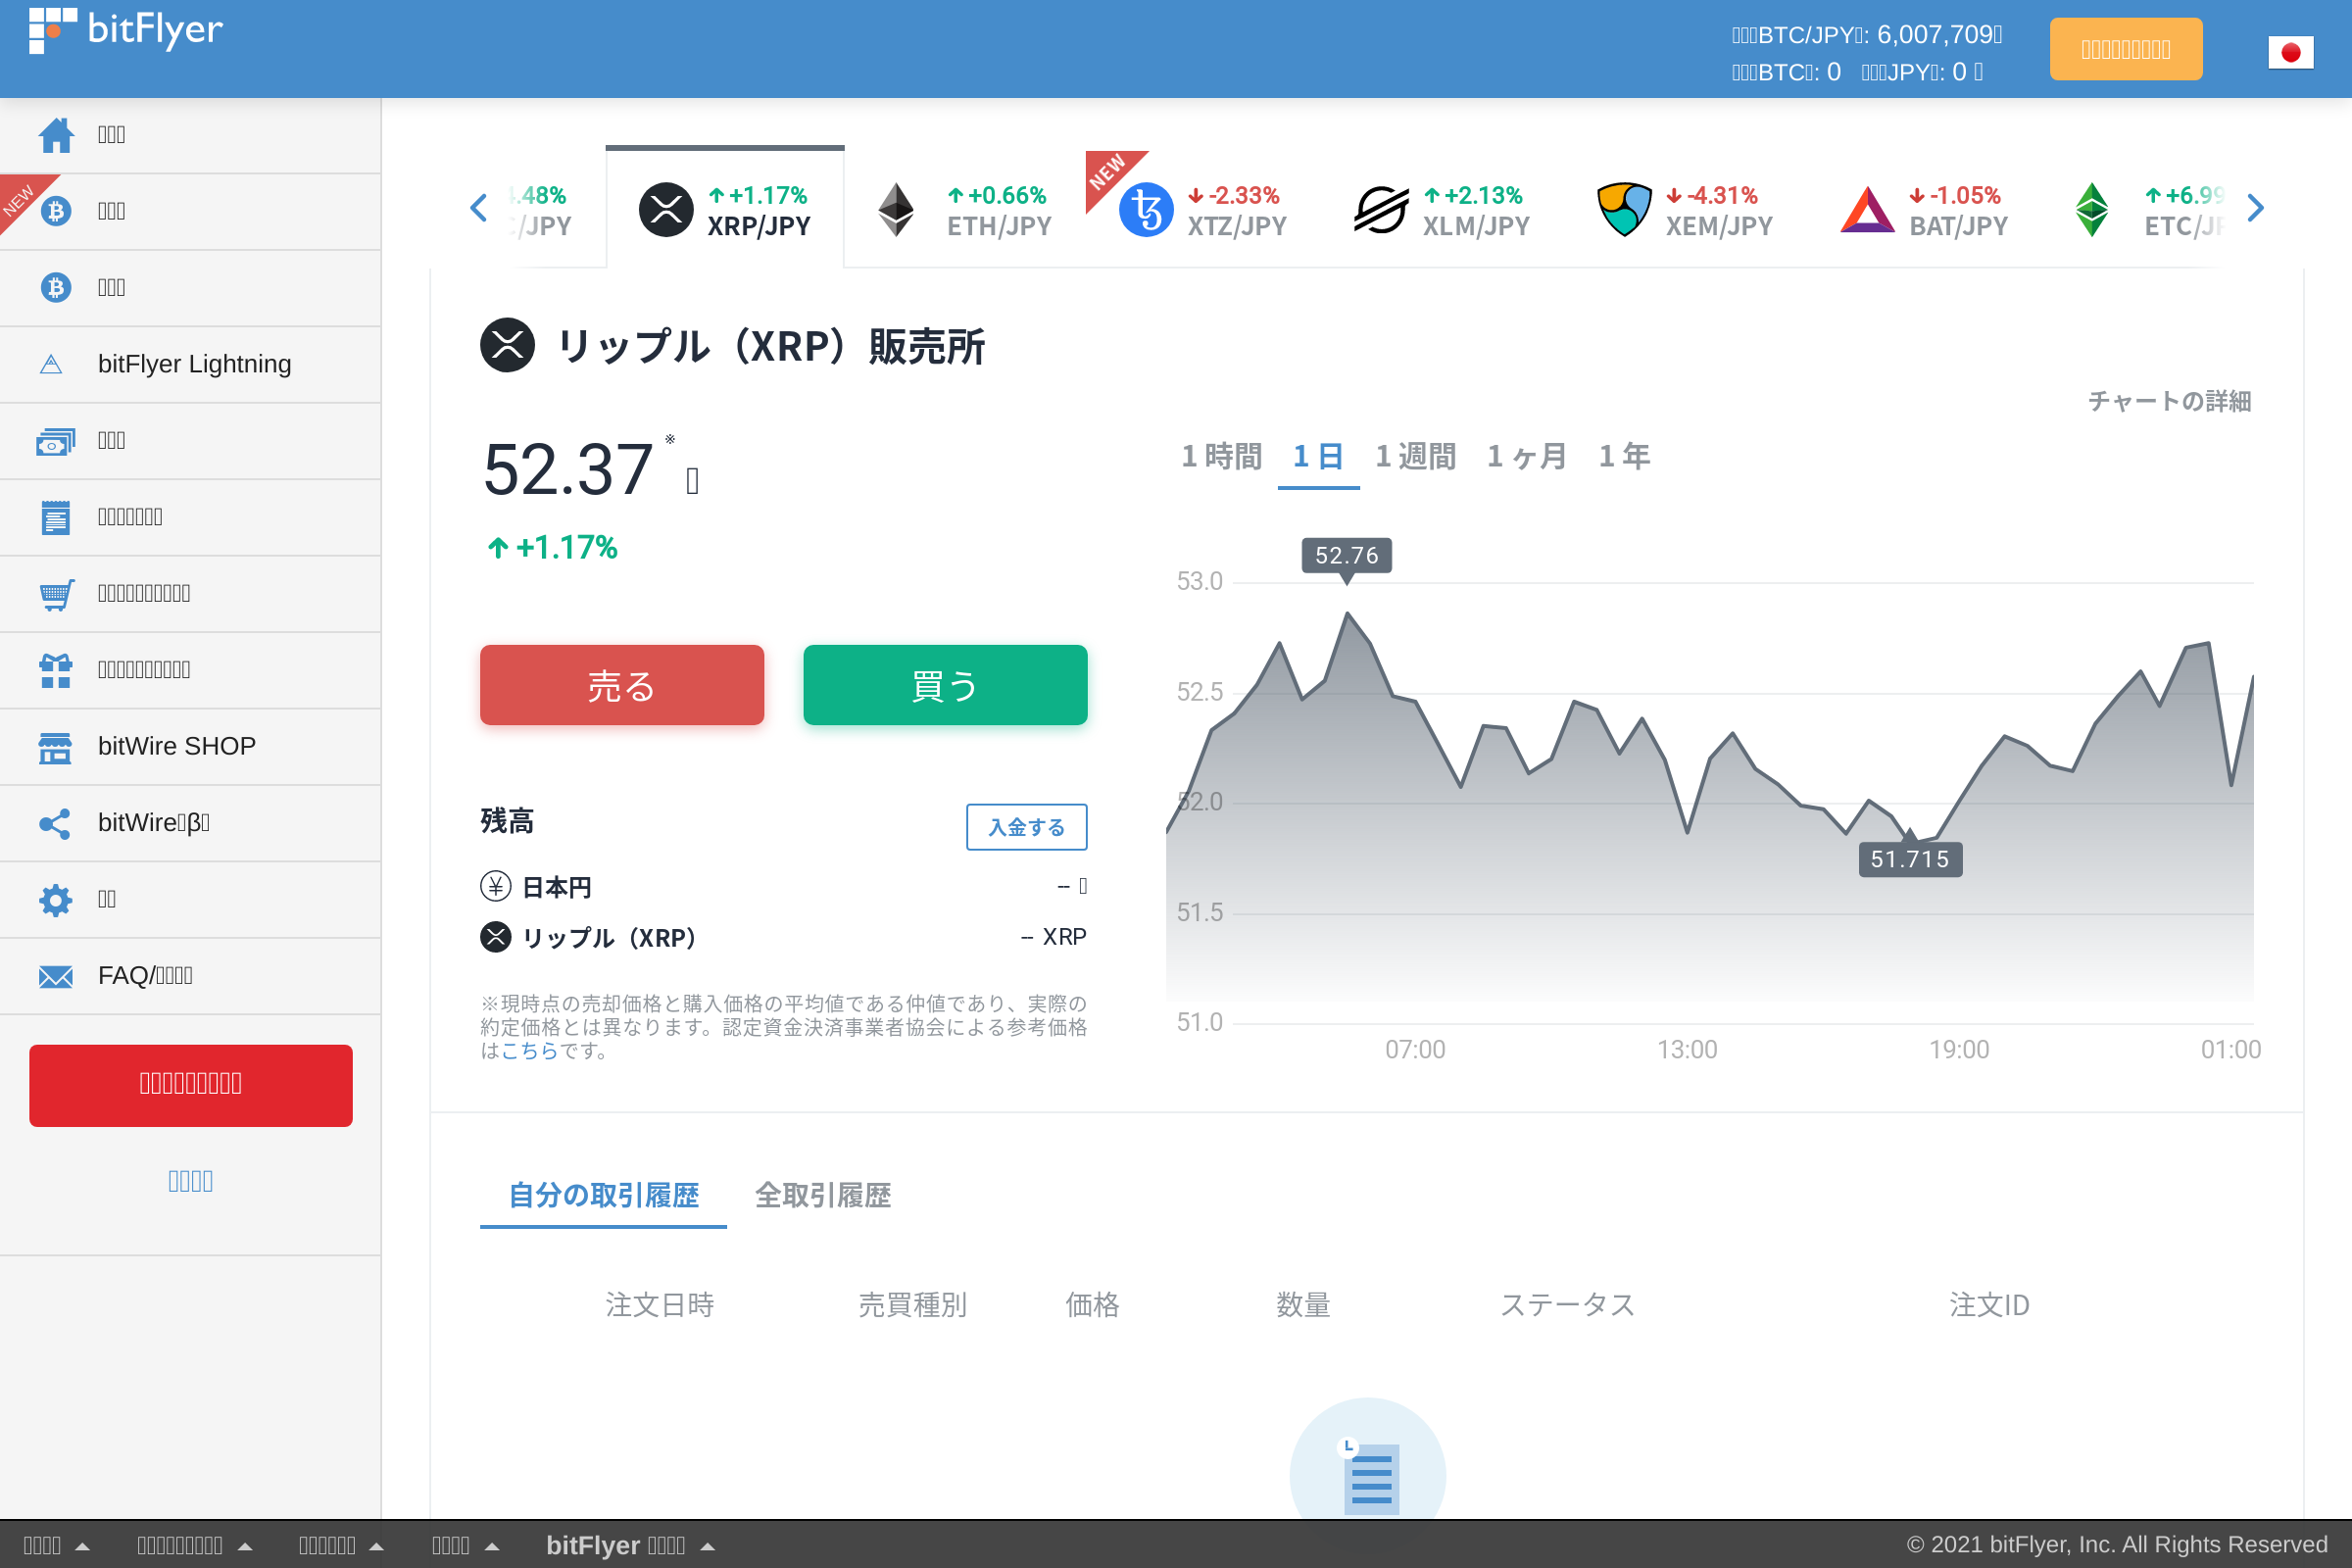 bitFlyer
BTC/JPY: 6,007,709
BTC: 0 JPY: 0
NEW
bitFlyer Lightning
bitWire SHOP
bitWire β
FAQ/
.48%
/JPY
+1.17%
XRP/JPY
+0.66%
ETH/JPY
NEW
-2.33%
XTZ/JPY
+2.13%
XLM/JPY
-4.31%
XEM/JPY
-1.05%
BAT/JPY
+6.99
ETC/
リップル（XRP）販売所
チャートの詳細
52.37 ※
+1.17%
1 時間 1 日 1 週間 1 ヶ月 1 年
売る 買う
残高 入金する
日本円 --
リップル（XRP） -- XRP
※現時点の売却価格と購入価格の平均値である仲値であり、実際の
約定価格とは異なります。認定資金決済事業者協会による参考価格
はこちらです。
52.76
53.0
52.5
52.0
51.715
51.5
51.0
07:00 13:00 19:00 01:00
自分の取引履歴 全取引履歴
注文日時 売買種別 価格 数量 ステータス 注文ID
bitFlyer
© 2021 bitFlyer, Inc. All Rights Reserved